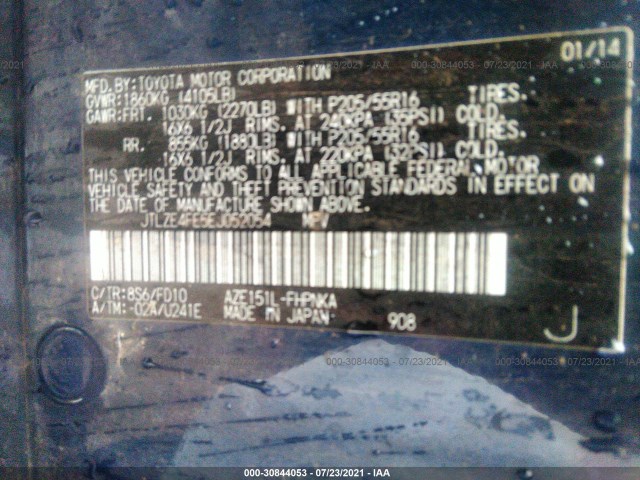 01/14
MFD.BY:TOYOTA MOTOR CORPORATION
GVWR:1860KG (4105LB)
GAWR:FRT. 1030KG (2270LB) WITH P205/55R16 TIRES,
16X6 1/2J RIMS, AT 240KPA (35PSI) COLD.
RR. 855KG (1880LB) WITH P205/55R16 TIRES,
16X6 1/2J RIMS, AT 220KPA (32PSI) COLD.
THIS VEHICLE CONFORMS TO ALL APPLICABLE FEDERAL MOTOR
VEHICLE SAFETY AND THEFT PREVENTION STANDARDS IN EFFECT ON
THE DATE OF MANUFACTURE SHOWN ABOVE.
JTLZE4FE5EJ052054 MPV
C/TR:8S6/FD10 AZE151L-FHPNKA
A/TM:-02A/U241E MADE IN JAPAN
908 J
000-30844053 - 07/23/2021 - IAA